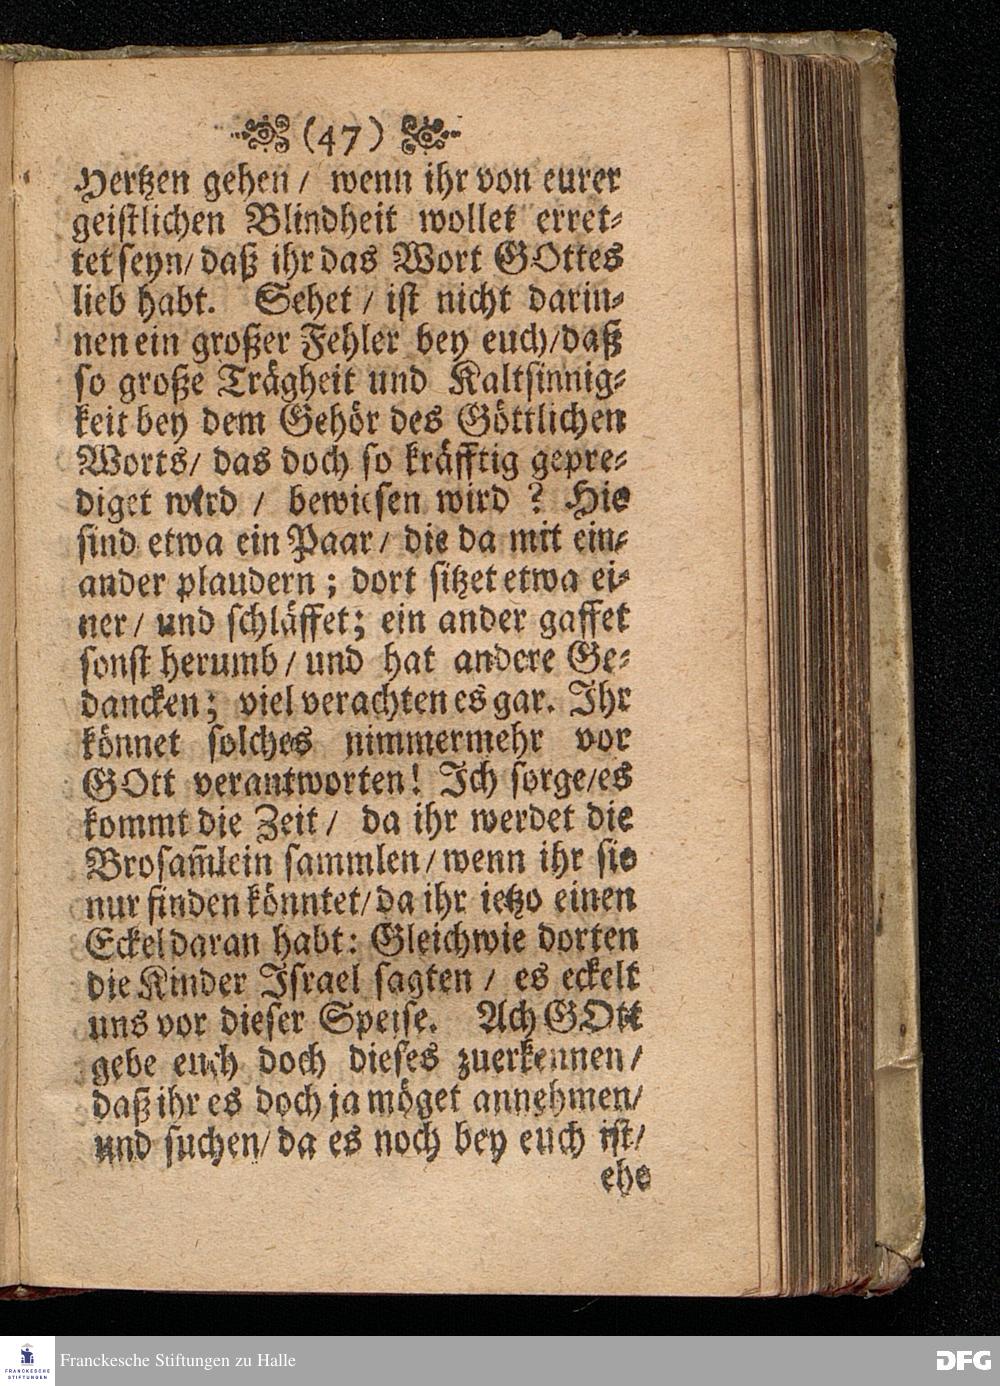 (47)
Hertzen gehen / wenn ihr von eurer
geistlichen Blindheit wollet erret⸗
tet seyn/ daß ihr das Wort GOttes
lieb habt. Sehet / ist nicht darin⸗
nen ein großer Fehler bey euch/daß
so große Trägheit und Kaltsinnig⸗
keit bey dem Gehör des Göttlichen
Worts/ das doch so kräfftig gepre⸗
diget wird / bewiesen wird ? Hie
sind etwa ein Paar / die da mit ein⸗
ander plaudern ; dort sitzet etwa ei⸗
ner / und schläffet; ein ander gaffet
sonst herumb / und hat andere Ge⸗
dancken; viel verachten es gar. Ihr
könnet solches nimmermehr vor
GOtt verantworten! Ich sorge/es
kommt die Zeit / da ihr werdet die
Brosam̃lein sammlen/wenn ihr sie
nur finden könntet/da ihr ietzo einen
Eckel daran habt: Gleichwie dorten
die Kinder Israel sagten / es eckelt
uns vor dieser Speise. Ach GOtt
gebe euch doch dieses zuerkennen/
daß ihr es doch ja möget annehmen/
und suchen/ da es noch bey euch ist/
ehe
FRANCKESCHE
STIFTUNGEN
Franckesche Stiftungen zu Halle
DFG